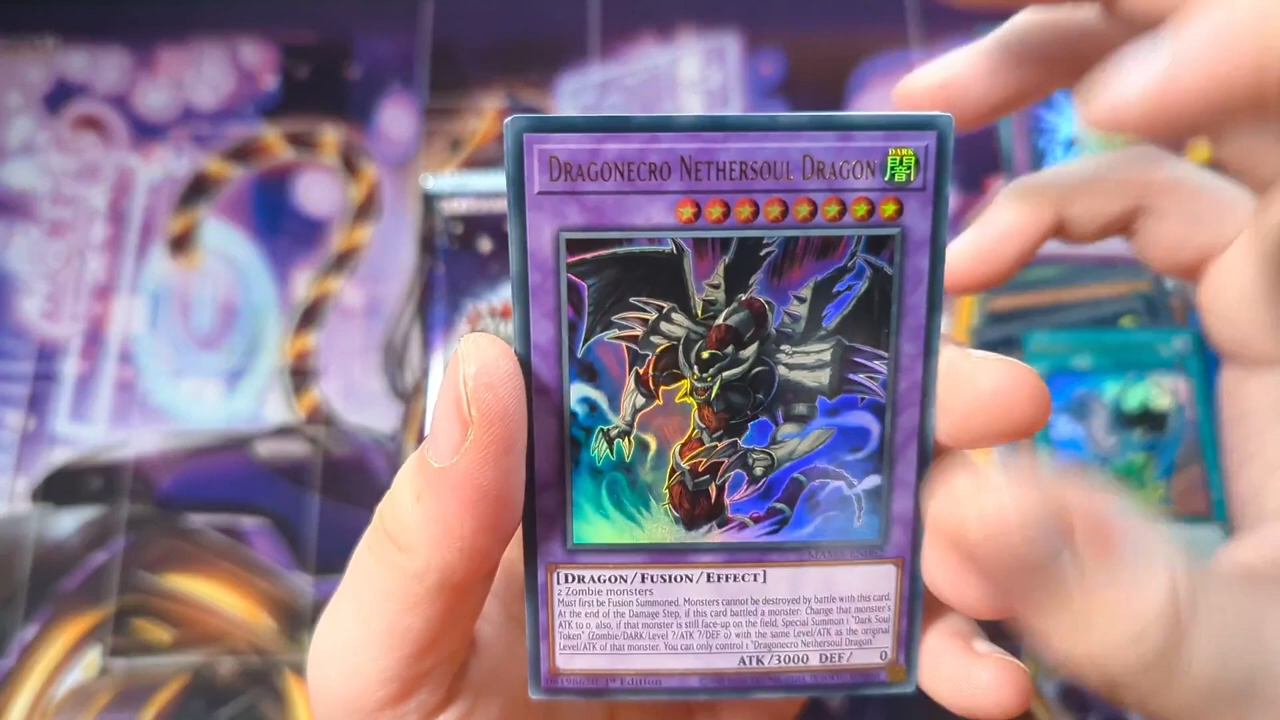 DRAGONECRO NETHERSOUL DRAGON
DARK
闇
[DRAGON/FUSION/EFFECT]
2 Zombie monsters
Must first be Fusion Summoned. Monsters cannot be destroyed by battle with this card.
At the end of the Damage Step, if this card battled a monster: Change that monster's
ATK to 0, also, if that monster is still face-up on the field, Special Summon 1 "Dark Soul
Token" (Zombie/DARK/Level ?/ATK ?/DEF 0) with the same Level/ATK as the original
Level/ATK of that monster. You can only control 1 "Dragonecro Nethersoul Dragon"
ATK/3000 DEF/ 0
1st Edition